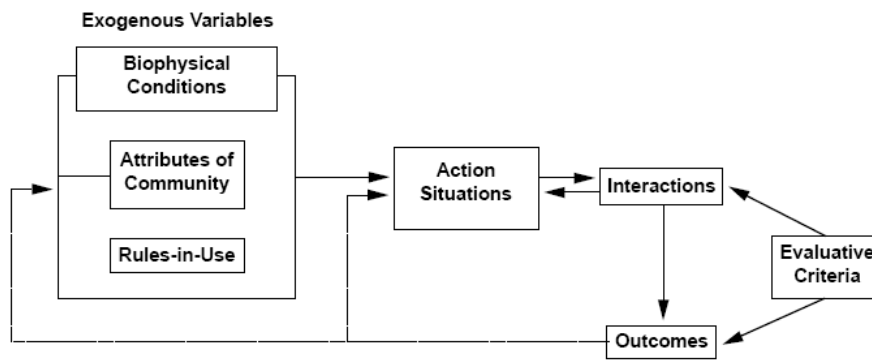 Exogenous Variables
Biophysical
Conditions
Attributes of
Community
Rules-in-Use
Action
Situations
Interactions
Evaluative
Criteria
Outcomes